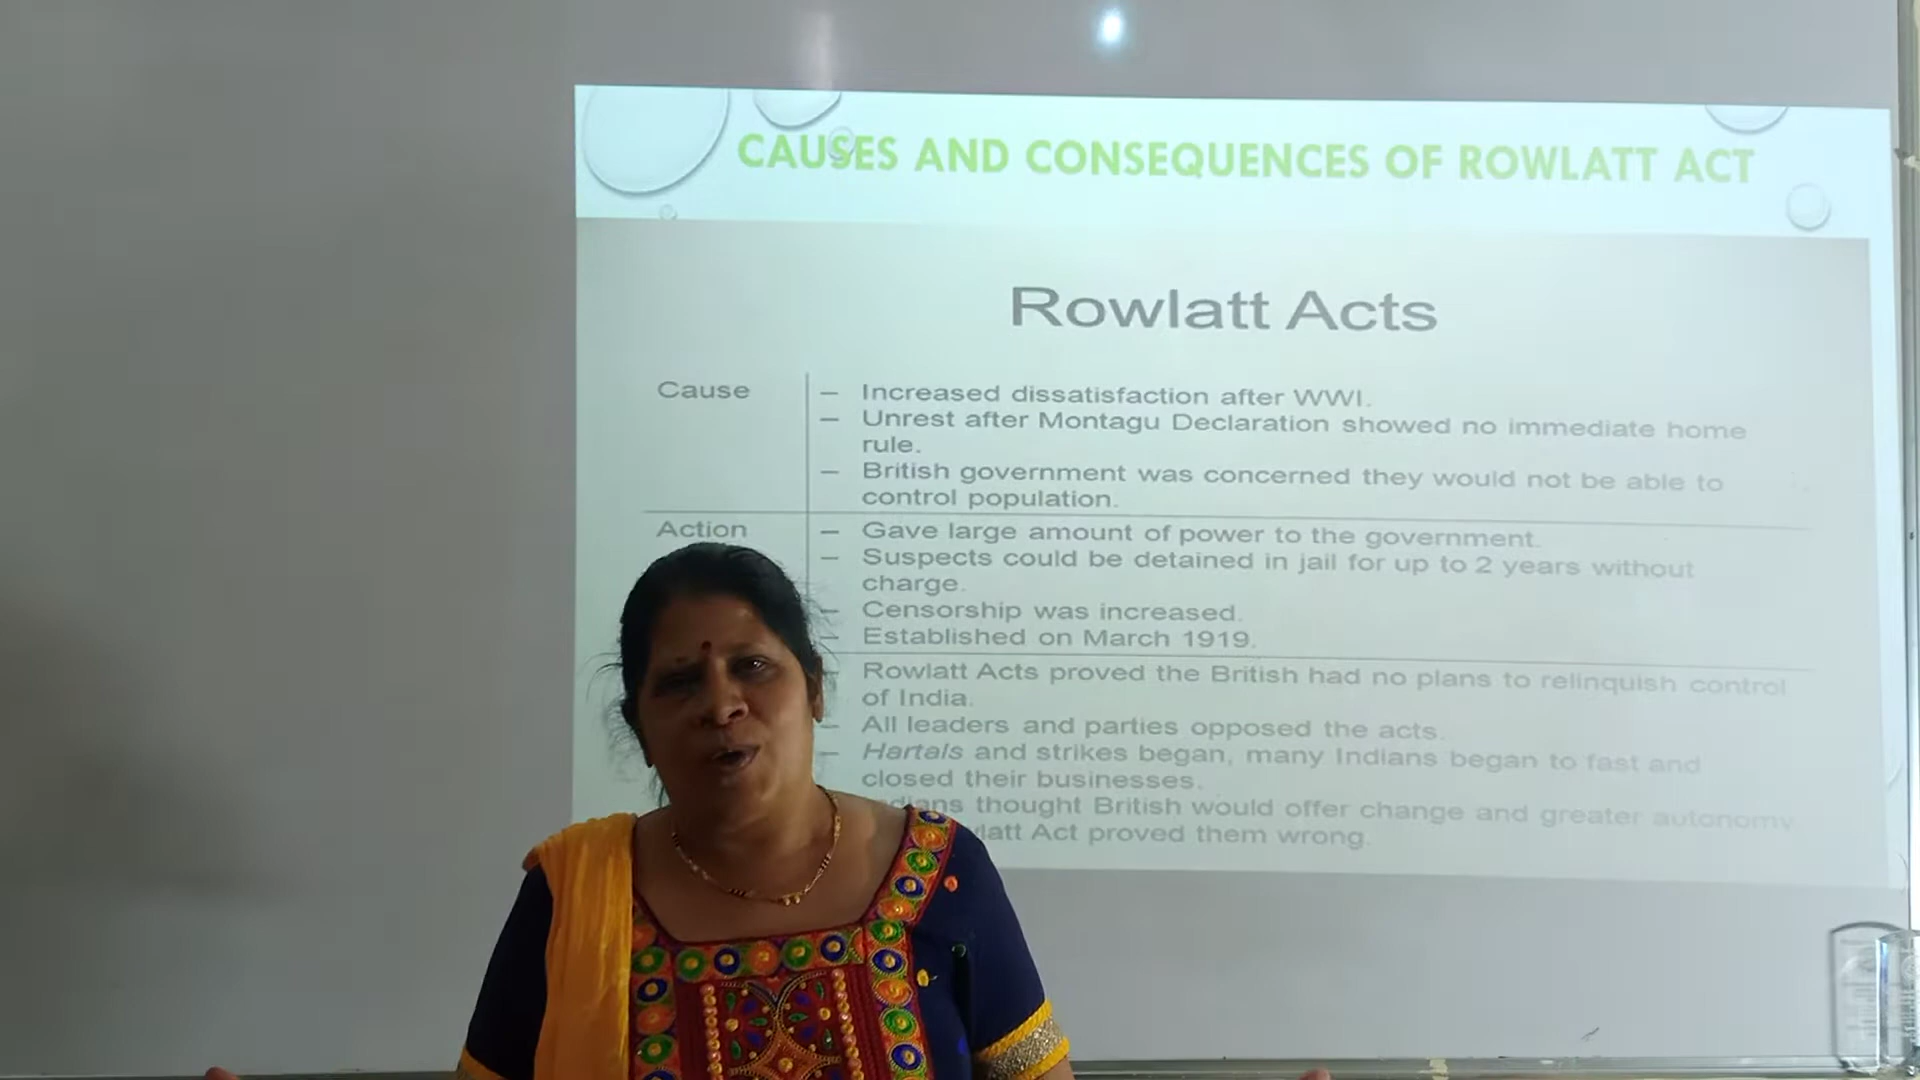 CAUSES AND CONSEQUENCES OF ROWLATT ACT
Rowlatt Acts
Cause
– Increased dissatisfaction after WWI.
– Unrest after Montagu Declaration showed no immediate home
rule.
– British government was concerned they would not be able to
control population.
Action
– Gave large amount of power to the government.
– Suspects could be detained in jail for up to 2 years without
charge.
– Censorship was increased.
– Established on March 1919.
– Rowlatt Acts proved the British had no plans to relinquish control
of India.
– All leaders and parties opposed the acts.
– Hartals and strikes began, many Indians began to fast and
closed their businesses.
thought British would offer change and greater autonomy
Act proved them wrong.